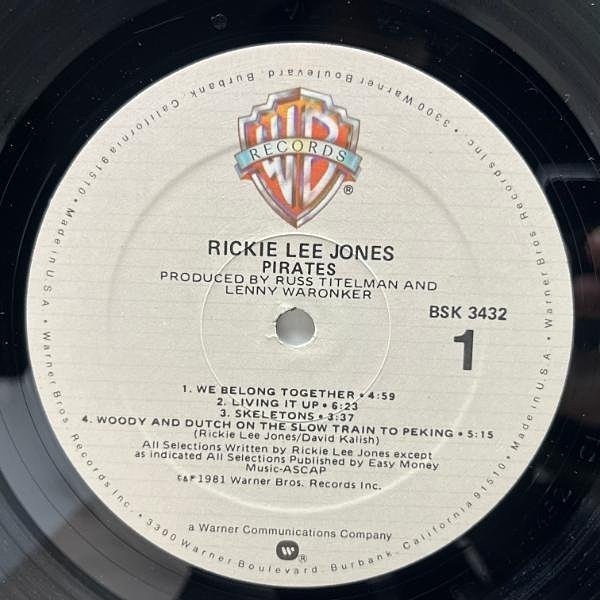 WB
RECORDS
®
RICKIE LEE JONES
PIRATES
PRODUCED BY RUSS TITELMAN AND
LENNY WARONKER
BSK 3432
1
1. WE BELONG TOGETHER • 4:59
2. LIVING IT UP • 6:23
3. SKELETONS • 3:37
4. WOODY AND DUTCH ON THE SLOW TRAIN TO PEKING • 5:15
(Rickie Lee Jones/David Kalish)
All Selections Written by Rickie Lee Jones except
as indicated All Selections Published by Easy Money
Music-ASCAP
©&℗ 1981 Warner Bros. Records Inc.
a Warner Communications Company
®
Warner Bros. Records Inc. • 3300 Warner Boulevard, Burbank, California 91510 • Made in U.S.A. •
Warner Bros. Records Inc. • 3300 Warner Boulevard, Burbank, California 91510 • Made in U.S.A. •